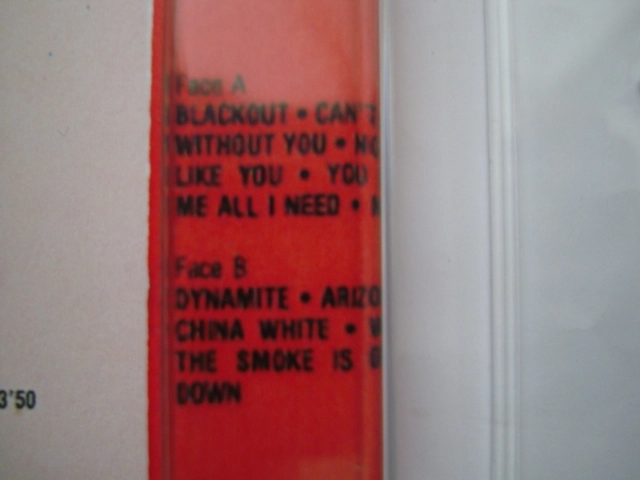 Face A
BLACKOUT • CAN'T
WITHOUT YOU • NO
LIKE YOU • YOU
ME ALL I NEED •
Face B
DYNAMITE • ARIZO
CHINA WHITE • W
THE SMOKE IS G
DOWN
3'50